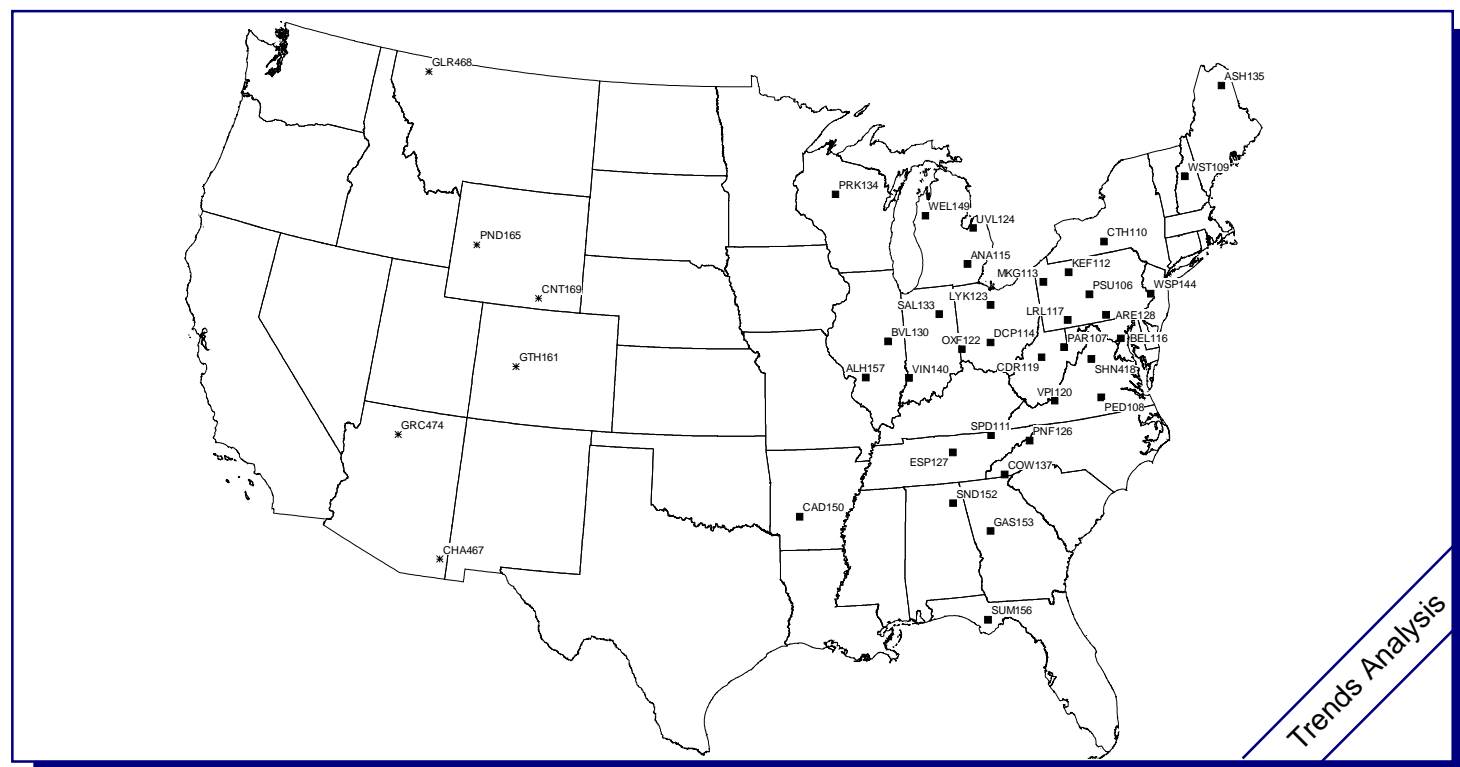 GLR468
ASH135
WST109
PRK134
WEL149
UVL124
CTH110
PND165
ANA115
KEF112
MKG113
CNT169
PSU106
WSP144
LYK123
SAL133
LRL117
ARE128
BVL130
OXF122
DCP114
PAR107
BEL116
GTH161
ALH157
VIN140
CDR119
SHN418
VPI120
PED108
GRC474
SPD111
PNF126
ESP127
COW137
SND152
CAD150
GAS153
CHA467
SUM156
Trends Analysis